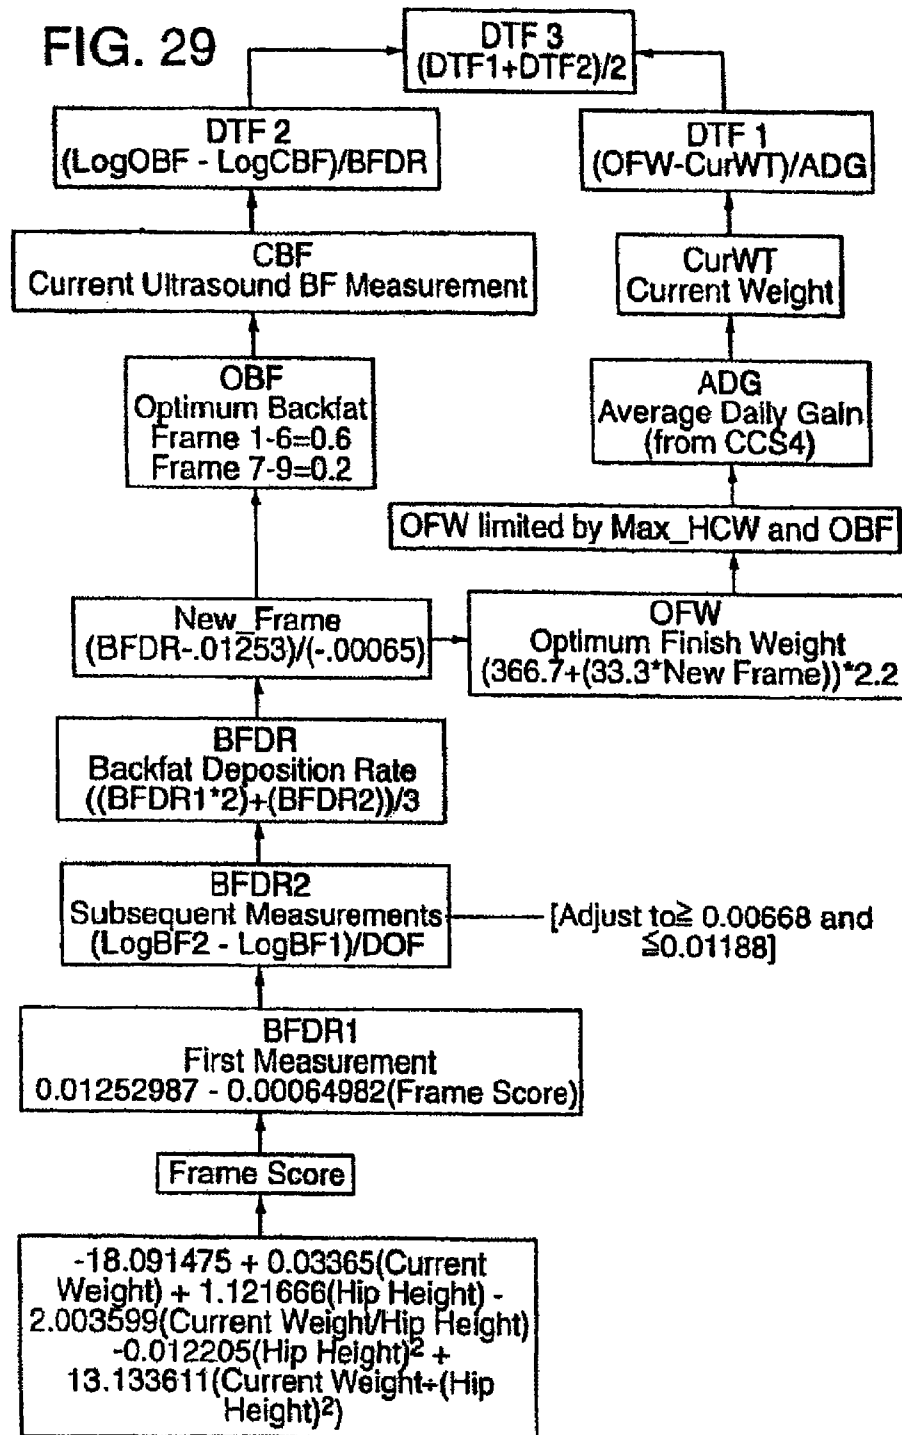 FIG. 29
DTF 3
(DTF1+DTF2)/2
DTF 2
(LogOBF - LogCBF)/BFDR
DTF 1
(OFW-CurWT)/ADG
CBF
Current Ultrasound BF Measurement
CurWT
Current Weight
OBF
Optimum Backfat
Frame 1-6=0.6
Frame 7-9=0.2
ADG
Average Daily Gain
(from CCS4)
OFW limited by Max_HCW and OBF
New_Frame
(BFDR-.01253)/(-.00065)
OFW
Optimum Finish Weight
(366.7+(33.3*New Frame))*2.2
BFDR
Backfat Deposition Rate
((BFDR1*2)+(BFDR2))/3
BFDR2
Subsequent Measurements
(LogBF2 - LogBF1)/DOF
[Adjust to≧ 0.00668 and
≦0.01188]
BFDR1
First Measurement
0.01252987 - 0.00064982(Frame Score)
Frame Score
-18.091475 + 0.03365(Current
Weight) + 1.121666(Hip Height) -
2.003599(Current Weight/Hip Height)
-0.012205(Hip Height)² +
13.133611(Current Weight÷(Hip
Height)²)